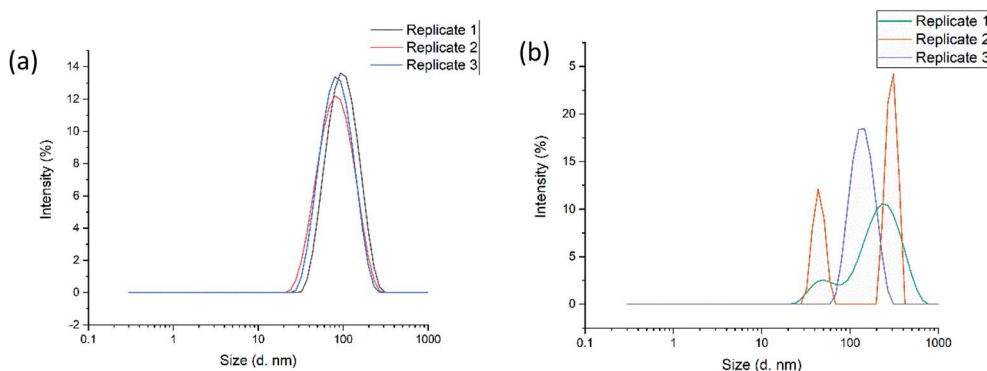 (a)
Replicate 1
Replicate 2
Replicate 3
14
12
10
8
6
4
2
0
-2
Intensity (%)
0.1 1 10 100 1000
Size (d. nm)
(b)
Replicate 1
Replicate 2
Replicate 3
5
20
15
10
5
0
Intensity (%)
0.1 1 10 100 1000
Size (d. nm)